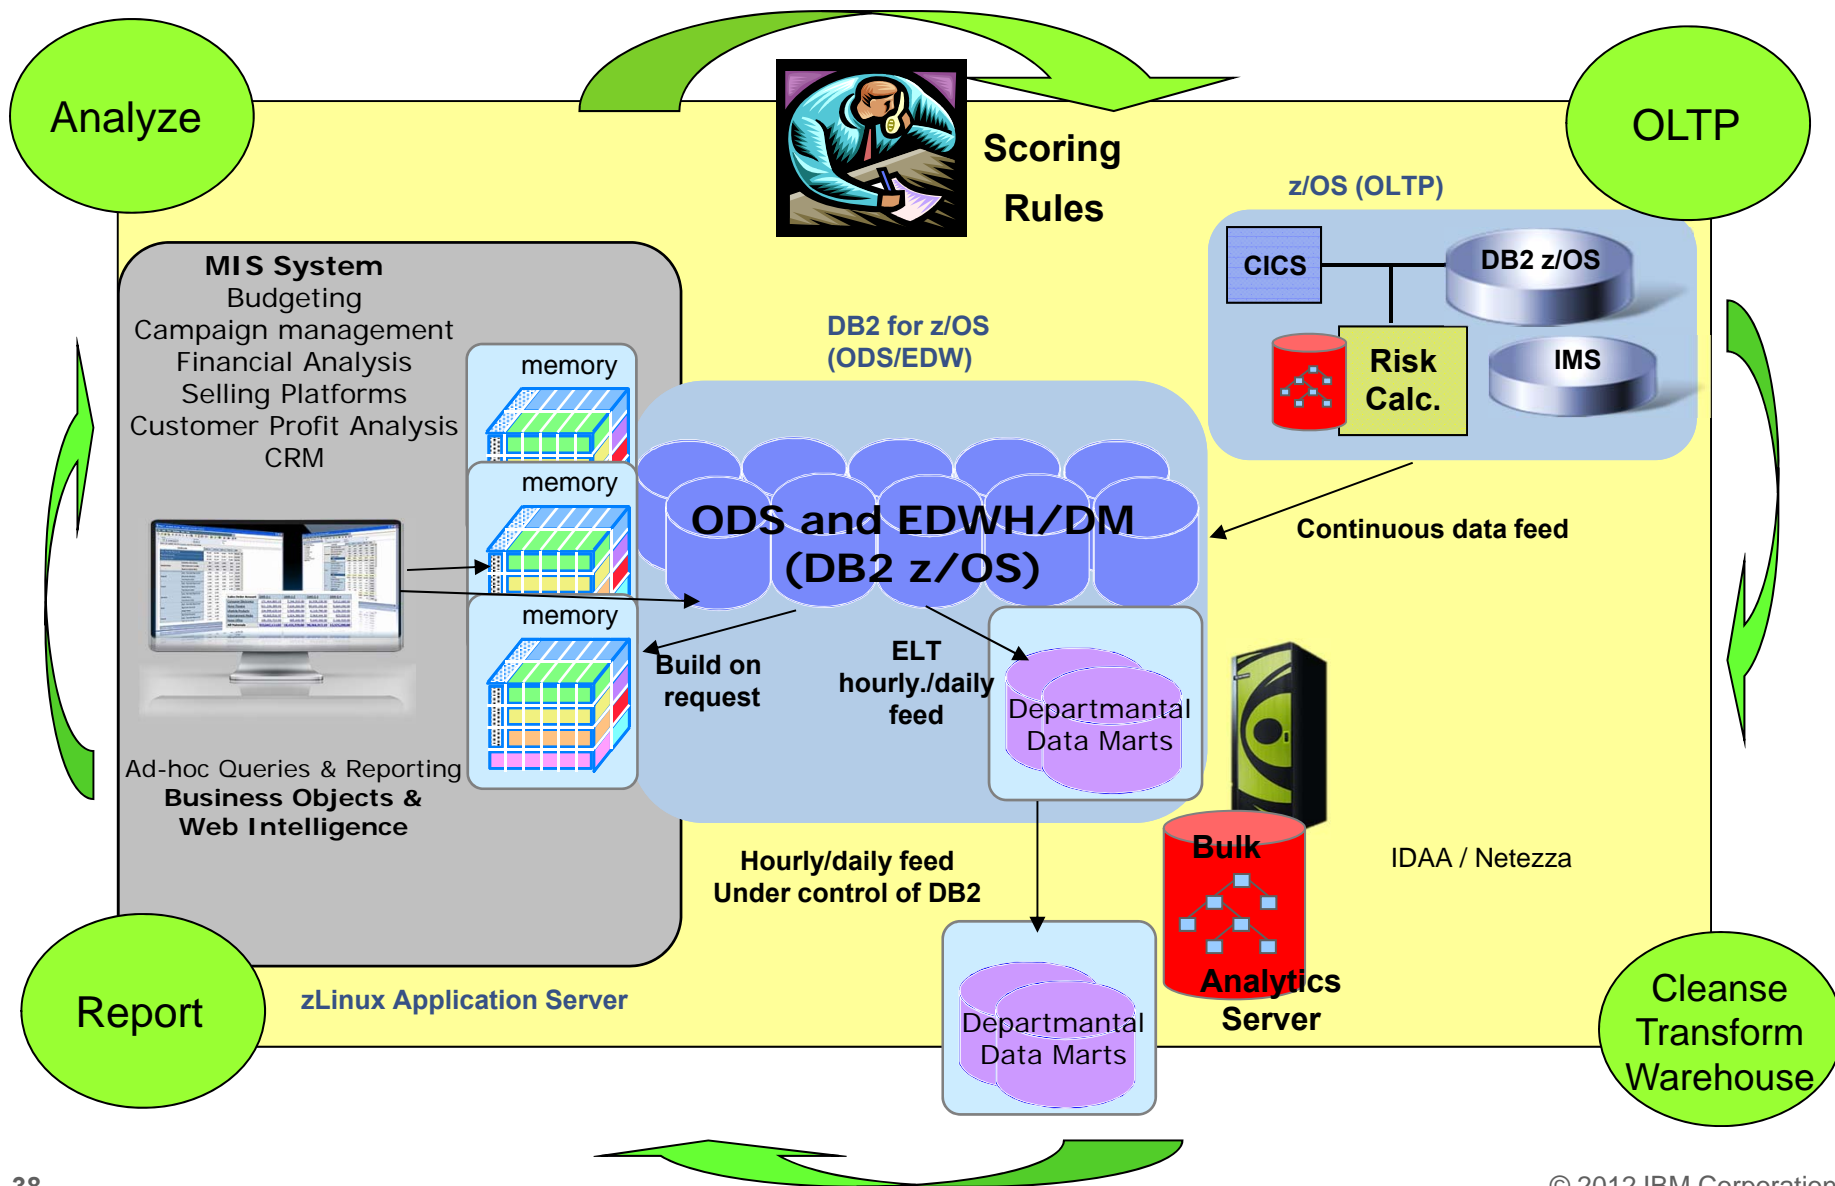 Analyze
OLTP
Scoring
Rules
z/OS (OLTP)
CICS
DB2 z/OS
Risk
Calc.
IMS
MIS System
Budgeting
Campaign management
Financial Analysis
Selling Platforms
Customer Profit Analysis
CRM
DB2 for z/OS
(ODS/EDW)
memory
memory
memory
ODS and EDWH/DM
(DB2 z/OS)
Continuous data feed
Build on
request
ELT
hourly./daily
feed
Departmantal
Data Marts
Ad-hoc Queries & Reporting
Business Objects &
Web Intelligence
Hourly/daily feed
Under control of DB2
Bulk
Analytics
Server
IDAA / Netezza
Departmantal
Data Marts
Report
zLinux Application Server
Cleanse
Transform
Warehouse
38
© 2012 IBM Corporation